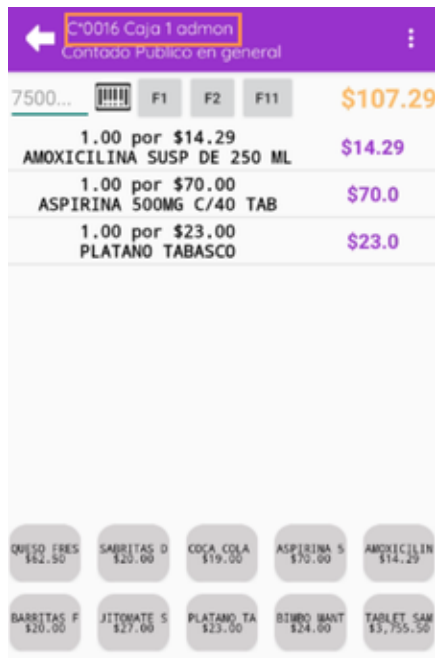 C*0016 Caja 1 admon
Contado Publico en general
7500...
F1
F2
F11
$107.29
1.00 por $14.29
AMOXICILINA SUSP DE 250 ML
$14.29
1.00 por $70.00
ASPIRINA 500MG C/40 TAB
$70.0
1.00 por $23.00
PLATANO TABASCO
$23.0
QUESO FRES
$62.50
SABRITAS D
$20.00
COCA COLA
$19.00
ASPIRINA 5
$70.00
AMOXICILIN
$14.29
BARRITAS F
$20.00
JITOMATE S
$27.00
PLATANO TA
$23.00
BIMBO MANT
$24.00
TABLET SAM
$3,755.50